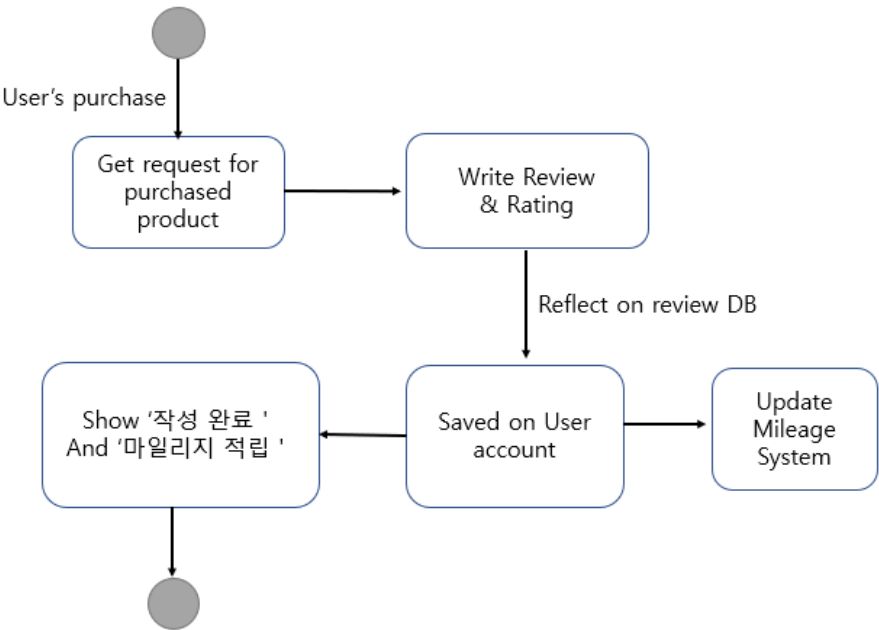 User's purchase
Get request for
purchased
product
Write Review
& Rating
Reflect on review DB
Show ‘작성 완료 '
And ‘마일리지 적립 '
Saved on User
account
Update
Mileage
System